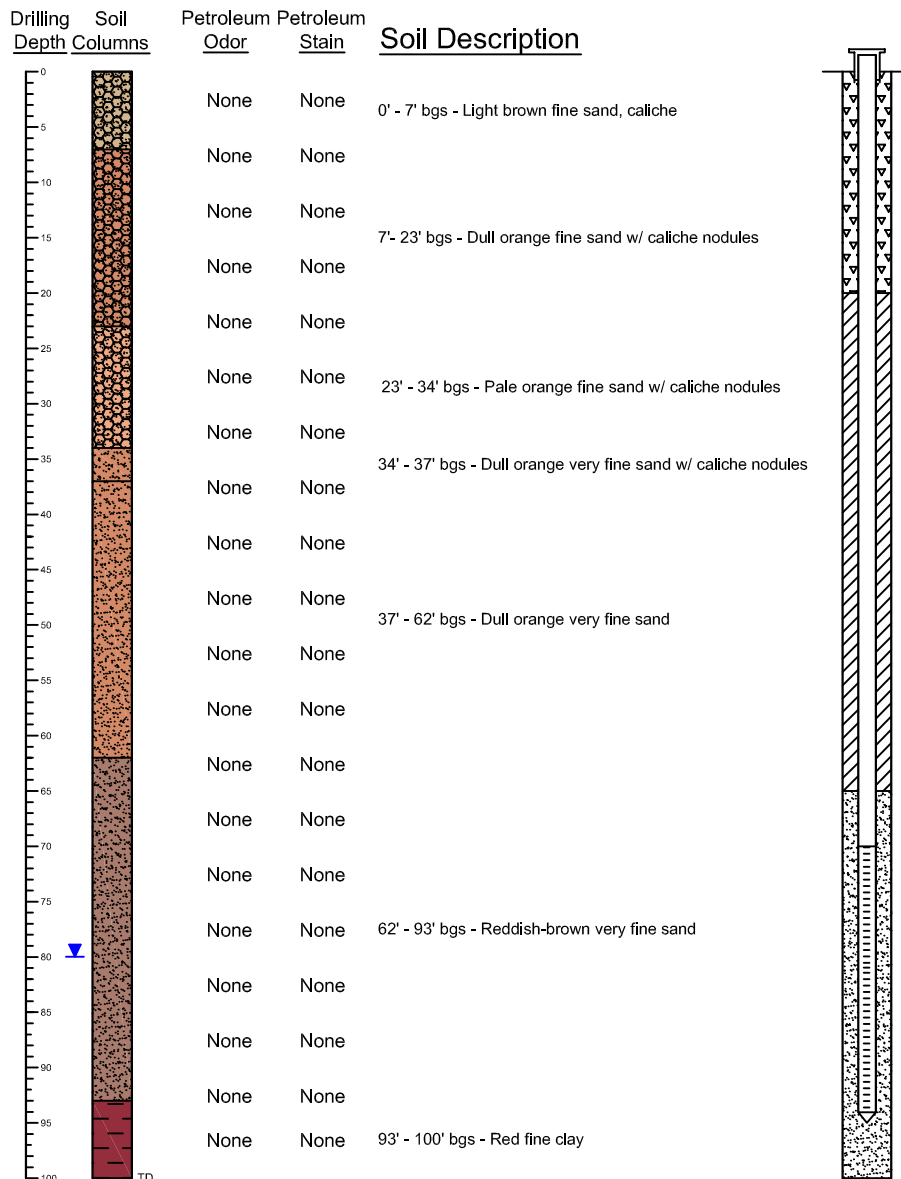 Drilling Depth Soil Columns Petroleum Odor Petroleum Stain Soil Description
0
None None
0' - 7' bgs - Light brown fine sand, caliche
5
None None
10
None None
7'- 23' bgs - Dull orange fine sand w/ caliche nodules
15
None None
20
None None
25
None None
23' - 34' bgs - Pale orange fine sand w/ caliche nodules
30
None None
34' - 37' bgs - Dull orange very fine sand w/ caliche nodules
35
None None
40
None None
45
None None
37' - 62' bgs - Dull orange very fine sand
50
None None
55
None None
60
None None
65
None None
70
None None
75
None None
62' - 93' bgs - Reddish-brown very fine sand
80
None None
85
None None
90
None None
95
None None
93' - 100' bgs - Red fine clay
100
TD